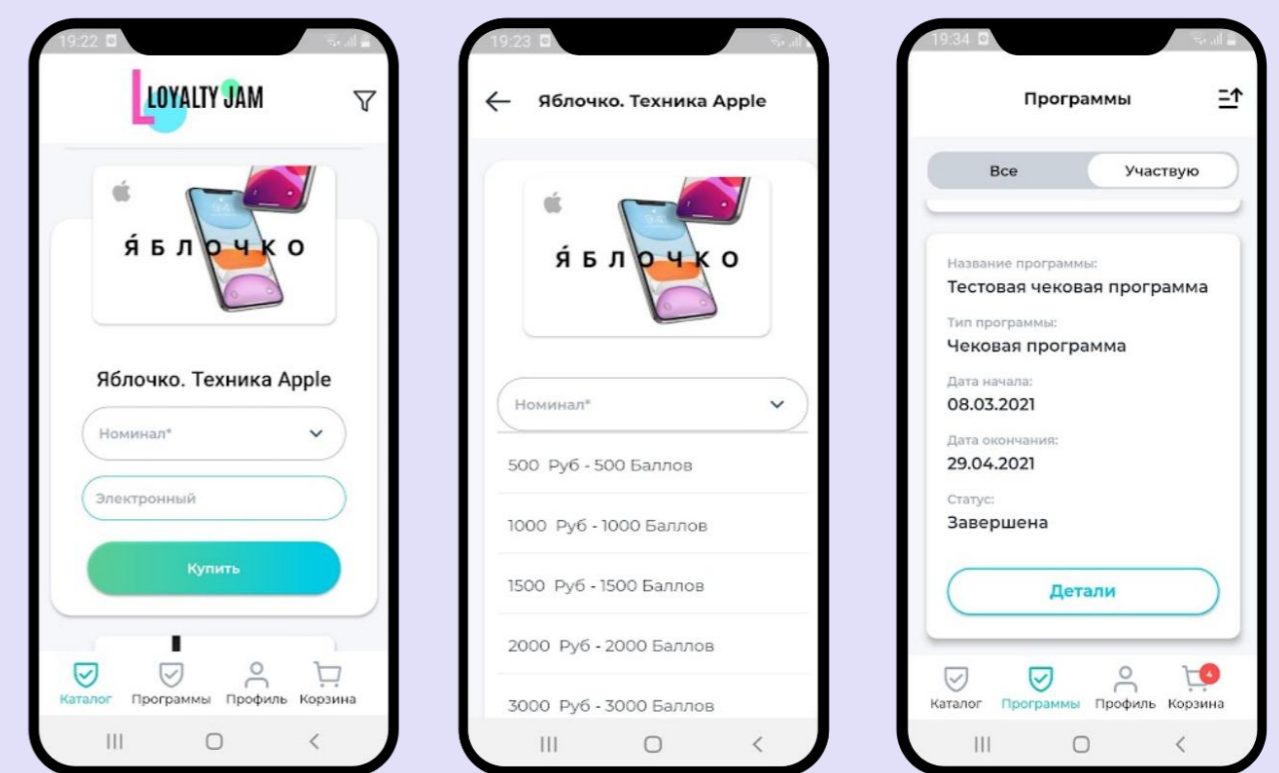 19:22
LOYALTY JAM
Я́БЛОЧКО
Яблочко. Техника Apple
Номинал*
Электронный
Купить
Каталог Программы Профиль Корзина
19:23
Яблочко. Техника Apple
Я́БЛОЧКО
Номинал*
500 Руб - 500 Баллов
1000 Руб - 1000 Баллов
1500 Руб - 1500 Баллов
2000 Руб - 2000 Баллов
3000 Руб - 3000 Баллов
19:34
Программы
Все Участвую
Название программы:
Тестовая чековая программа
Тип программы:
Чековая программа
Дата начала:
08.03.2021
Дата окончания:
29.04.2021
Статус:
Завершена
Детали
4
Каталог Программы Профиль Корзина